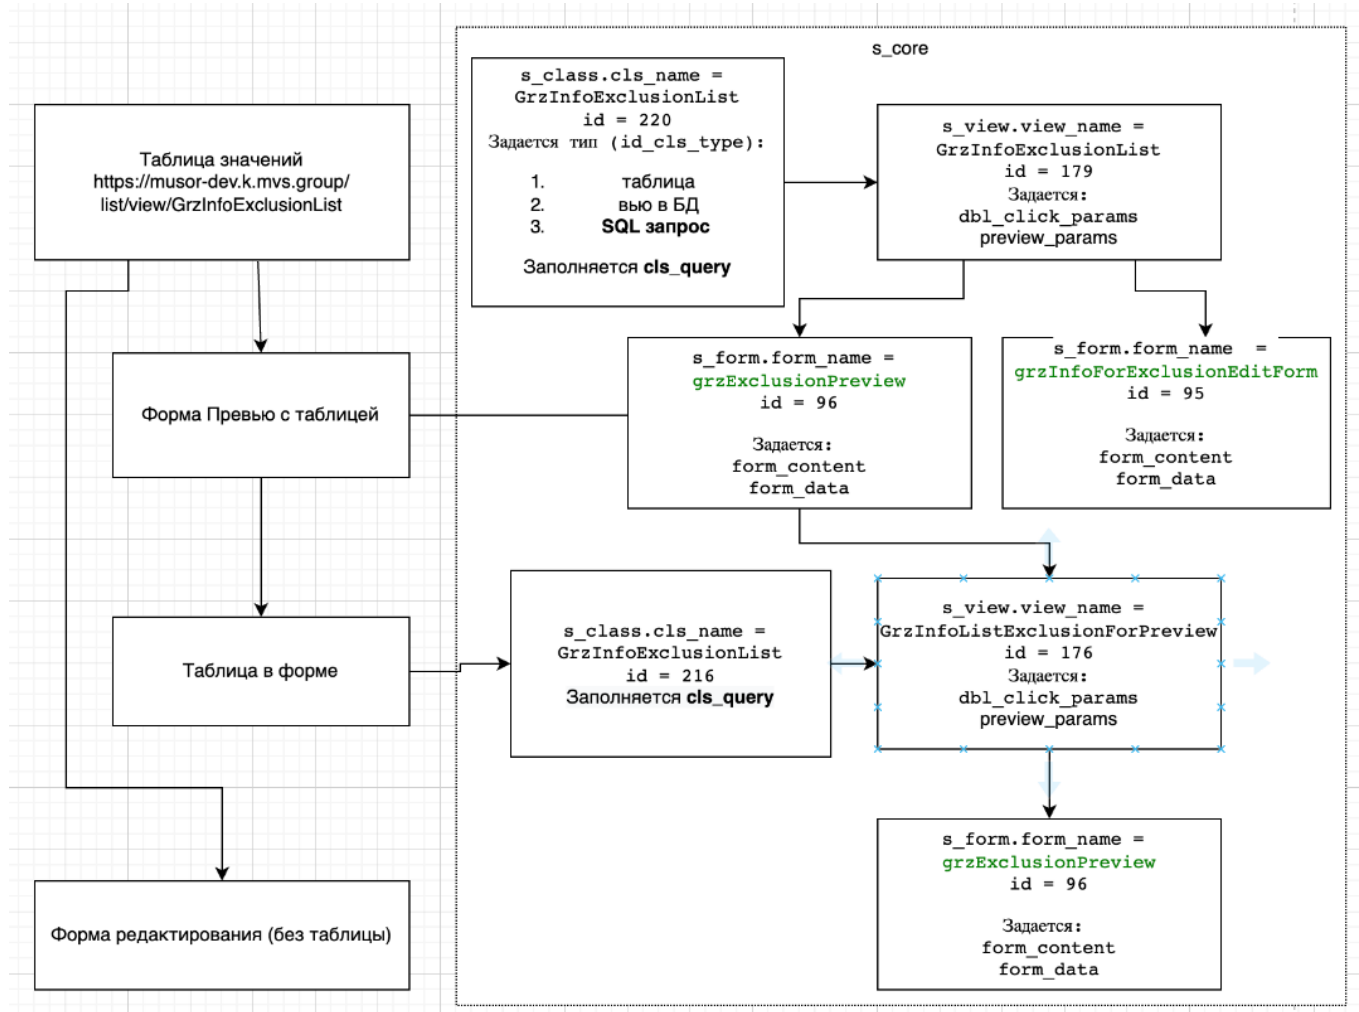 s_core
Таблица значений
https://musor-dev.k.mvs.group/
list/view/GrzInfoExclusionList
s_class.cls_name =
GrzInfoExclusionList
id = 220
Задается тип (id_cls_type):
1. таблица
2. вью в БД
3. SQL запрос
Заполняется cls_query
s_view.view_name =
GrzInfoExclusionList
id = 179
Задается:
dbl_click_params
preview_params
Форма Превью с таблицей
s_form.form_name =
grzExclusionPreview
id = 96
Задается:
form_content
form_data
s_form.form_name =
grzInfoForExclusionEditForm
id = 95
Задается:
form_content
form_data
Таблица в форме
s_class.cls_name =
GrzInfoExclusionList
id = 216
Заполняется cls_query
s_view.view_name =
GrzInfoListExclusionForPreview
id = 176
Задается:
dbl_click_params
preview_params
Форма редактирования (без таблицы)
s_form.form_name =
grzExclusionPreview
id = 96
Задается:
form_content
form_data